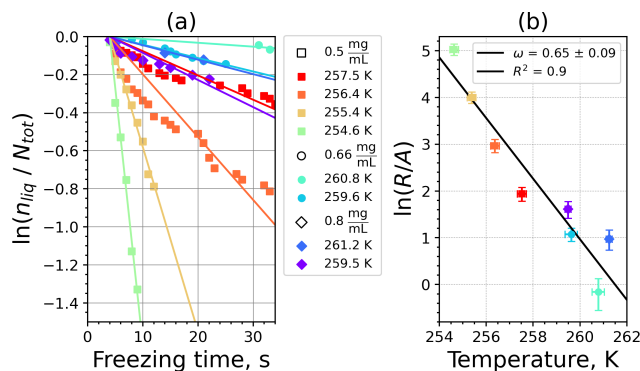 (a)
0.0
−0.2
−0.4
−0.6
−0.8
−1.0
−1.2
−1.4
ln(n_liq / N_tot)
0 10 20 30
Freezing time, s
0.5 mg/mL
257.5 K
256.4 K
255.4 K
254.6 K
0.66 mg/mL
260.8 K
259.6 K
0.8 mg/mL
261.2 K
259.5 K
(b)
ω = 0.65 ± 0.09
R² = 0.9
5
4
3
2
1
0
ln(R/A)
254 256 258 260 262
Temperature, K